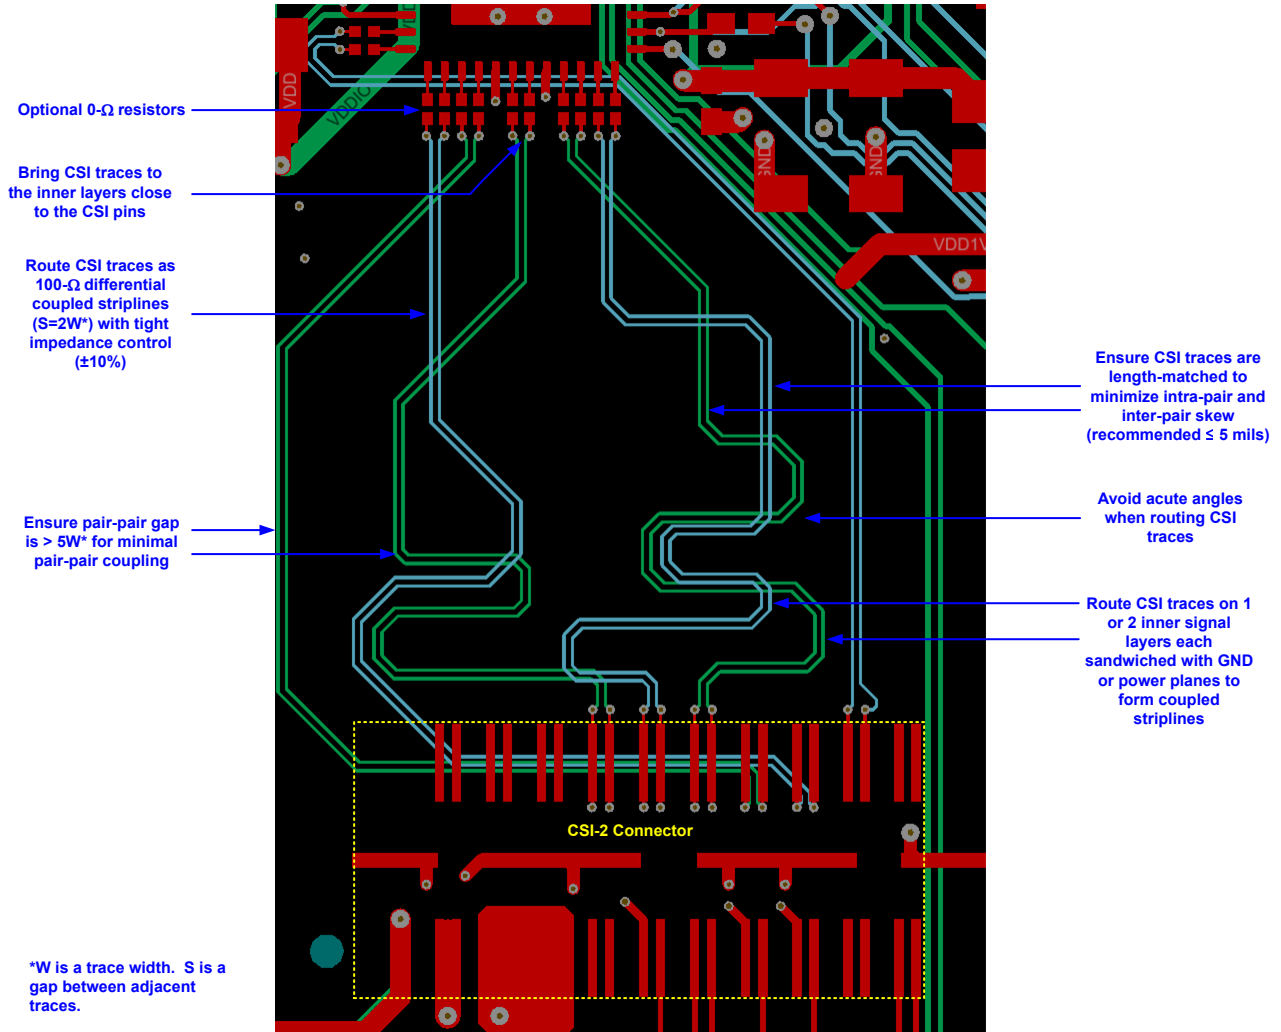 VDD
VDDIO
VDD
GND
GND
VDD1V
Optional 0-Ω resistors
Bring CSI traces to
the inner layers close
to the CSI pins
Route CSI traces as
100-Ω differential
coupled striplines
(S=2W*) with tight
impedance control
(±10%)
Ensure pair-pair gap
is > 5W* for minimal
pair-pair coupling
Ensure CSI traces are
length-matched to
minimize intra-pair and
inter-pair skew
(recommended ≤ 5 mils)
Avoid acute angles
when routing CSI
traces
Route CSI traces on 1
or 2 inner signal
layers each
sandwiched with GND
or power planes to
form coupled
striplines
CSI-2 Connector
*W is a trace width. S is a
gap between adjacent
traces.